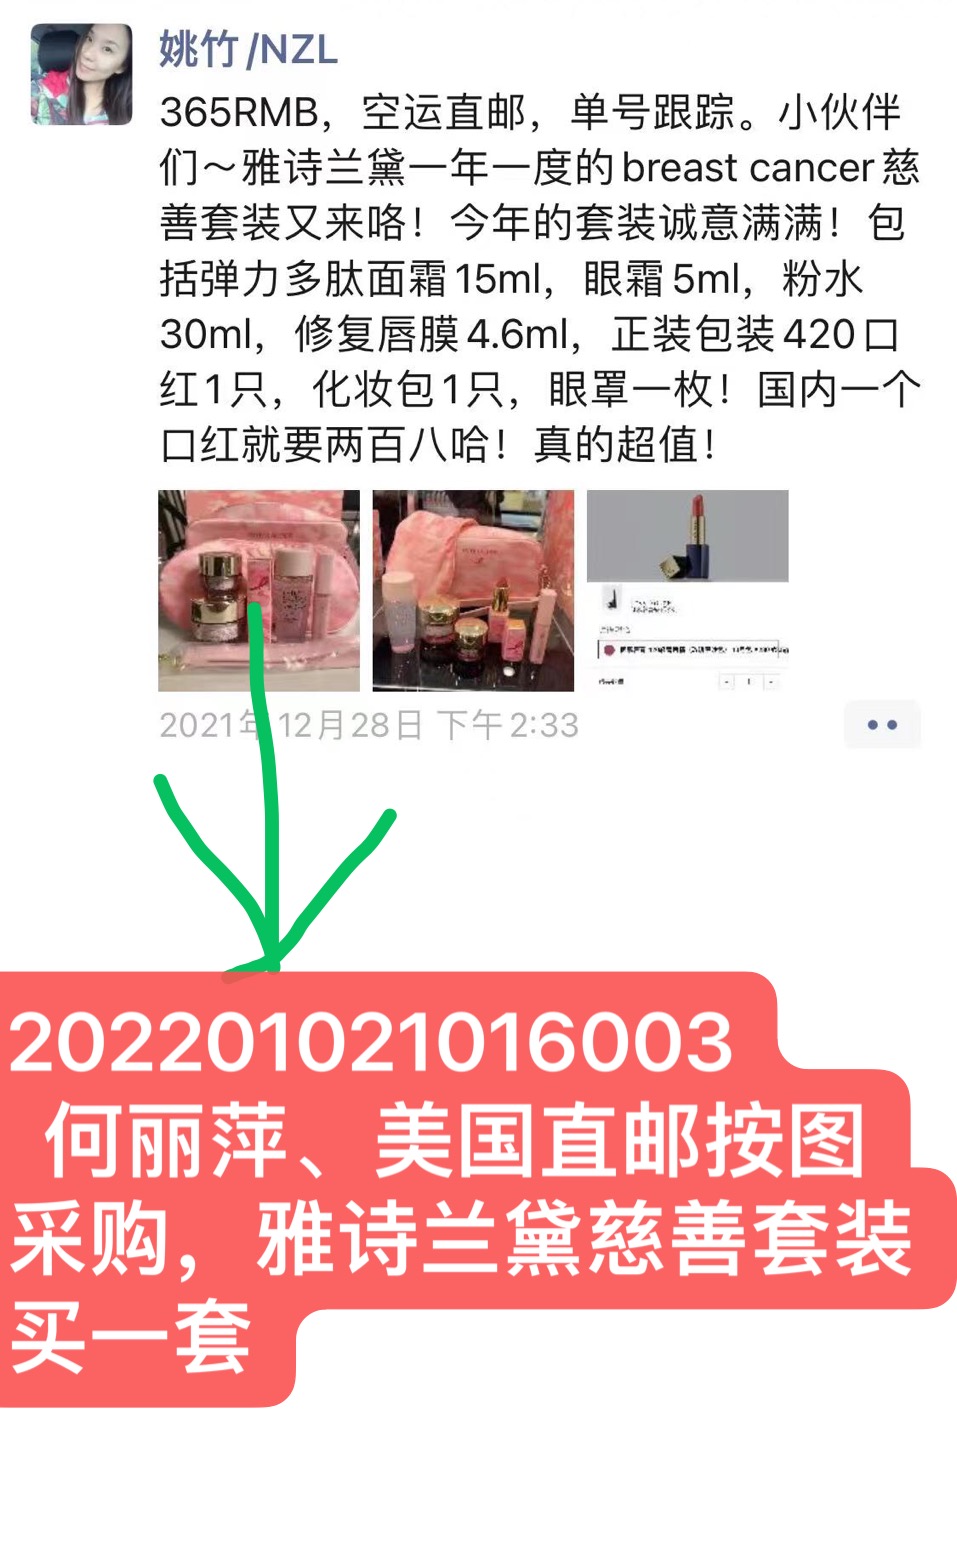 姚竹/NZL
365RMB，空运直邮，单号跟踪。小伙伴
们～雅诗兰黛一年一度的breast cancer慈
善套装又来咯！今年的套装诚意满满！包
括弹力多肽面霜15ml，眼霜5ml，粉水
30ml，修复唇膜4.6ml，正装包装420口
红1只，化妆包1只，眼罩一枚！国内一个
口红就要两百八哈！真的超值！
2021年12月28日 下午2:33
202201021016003
何丽萍、美国直邮按图
采购，雅诗兰黛慈善套装
买一套